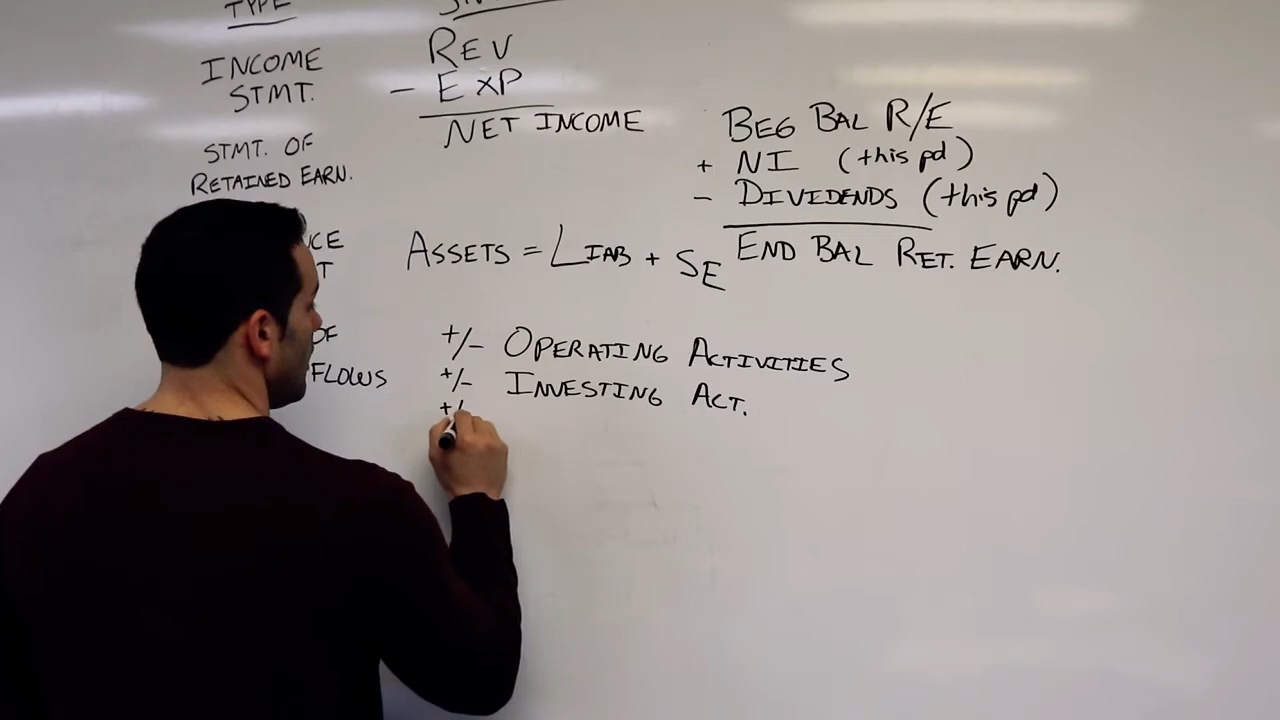 TYPE
REV
- EXP
NET INCOME
INCOME
STMT.
STMT. OF
RETAINED EARN.
BEG BAL R/E
+ NI (this pd)
- DIVIDENDS (this pd)
END BAL RET. EARN.
ASSETS = LIAB + SE
OF
FLOWS
+/- OPERATING ACTIVITIES
+/- INVESTING ACT.
+/